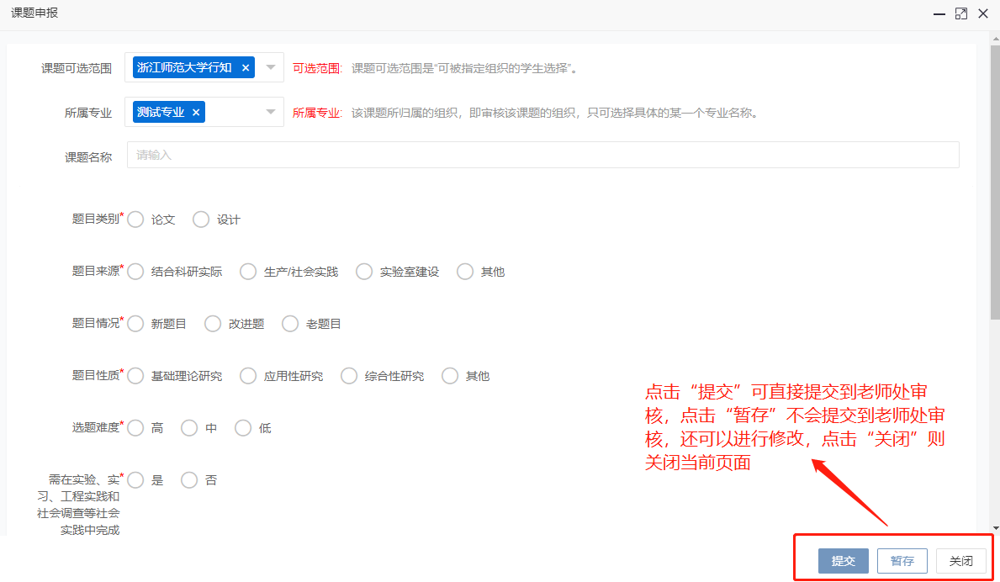 课题申报
课题可选范围 浙江师范大学行知 × 可选范围: 课题可选范围是“可被指定组织的学生选择”。
所属专业 测试专业 × 所属专业: 该课题所归属的组织，即审核该课题的组织，只可选择具体的某一个专业名称。
课题名称 请输入
题目类别* 论文 设计
题目来源* 结合科研实际 生产/社会实践 实验室建设 其他
题目情况* 新题目 改进题 老题目
题目性质* 基础理论研究 应用性研究 综合性研究 其他
选题难度* 高 中 低
需在实验、实* 是 否
习、工程实践和
社会调查等社会
实践中完成
点击“提交”可直接提交到老师处审
核，点击“暂存”不会提交到老师处审
核，还可以进行修改，点击“关闭”则
关闭当前页面
提交 暂存 关闭